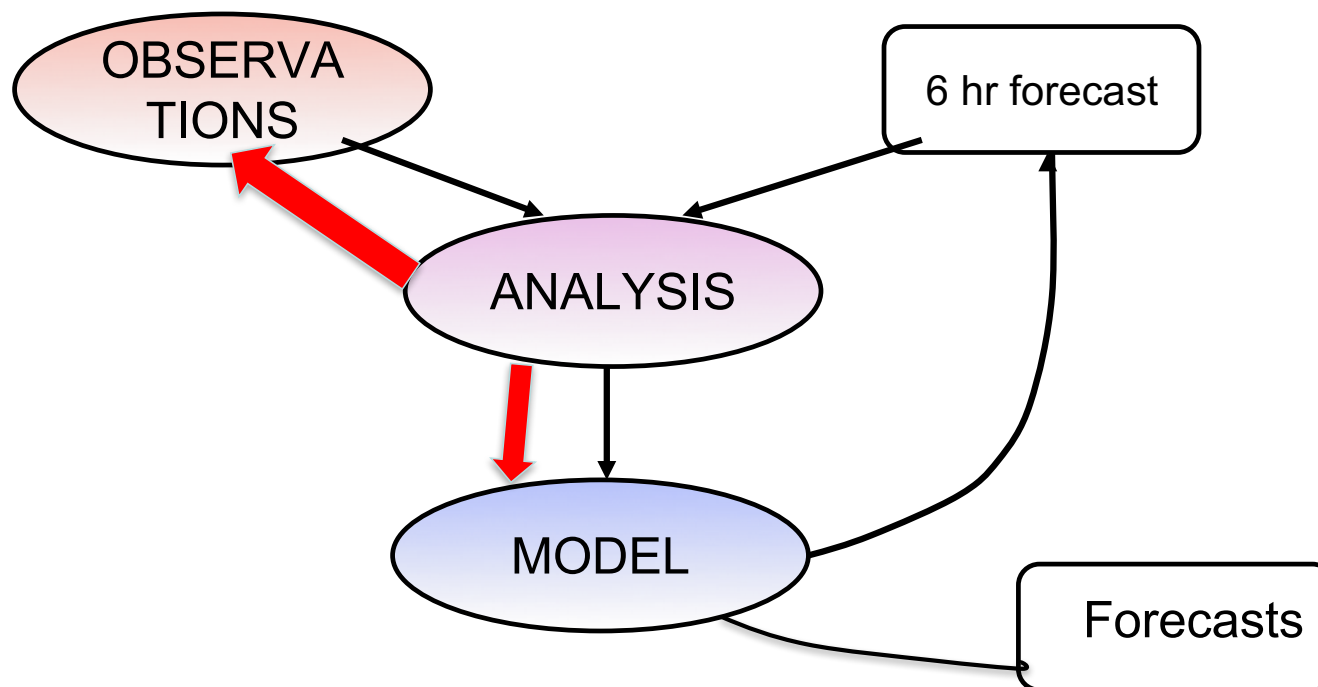 OBSERVA
TIONS
6 hr forecast
ANALYSIS
MODEL
Forecasts